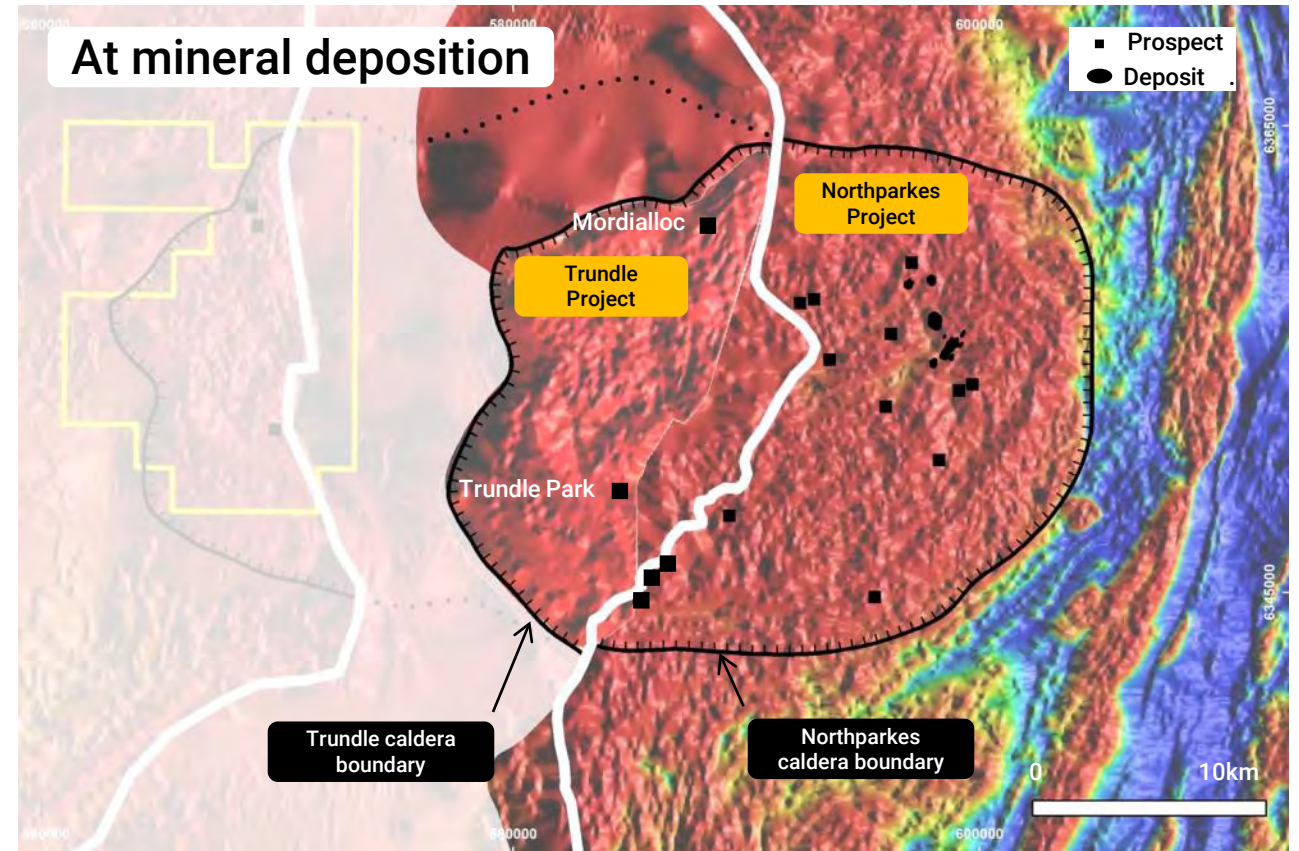 580000
600000
At mineral deposition
Prospect
Deposit .
6365000
Northparkes
Project
Mordialloc
Trundle
Project
Trundle Park
6345000
Trundle caldera
boundary
Northparkes
caldera boundary
0 10km
580000
600000